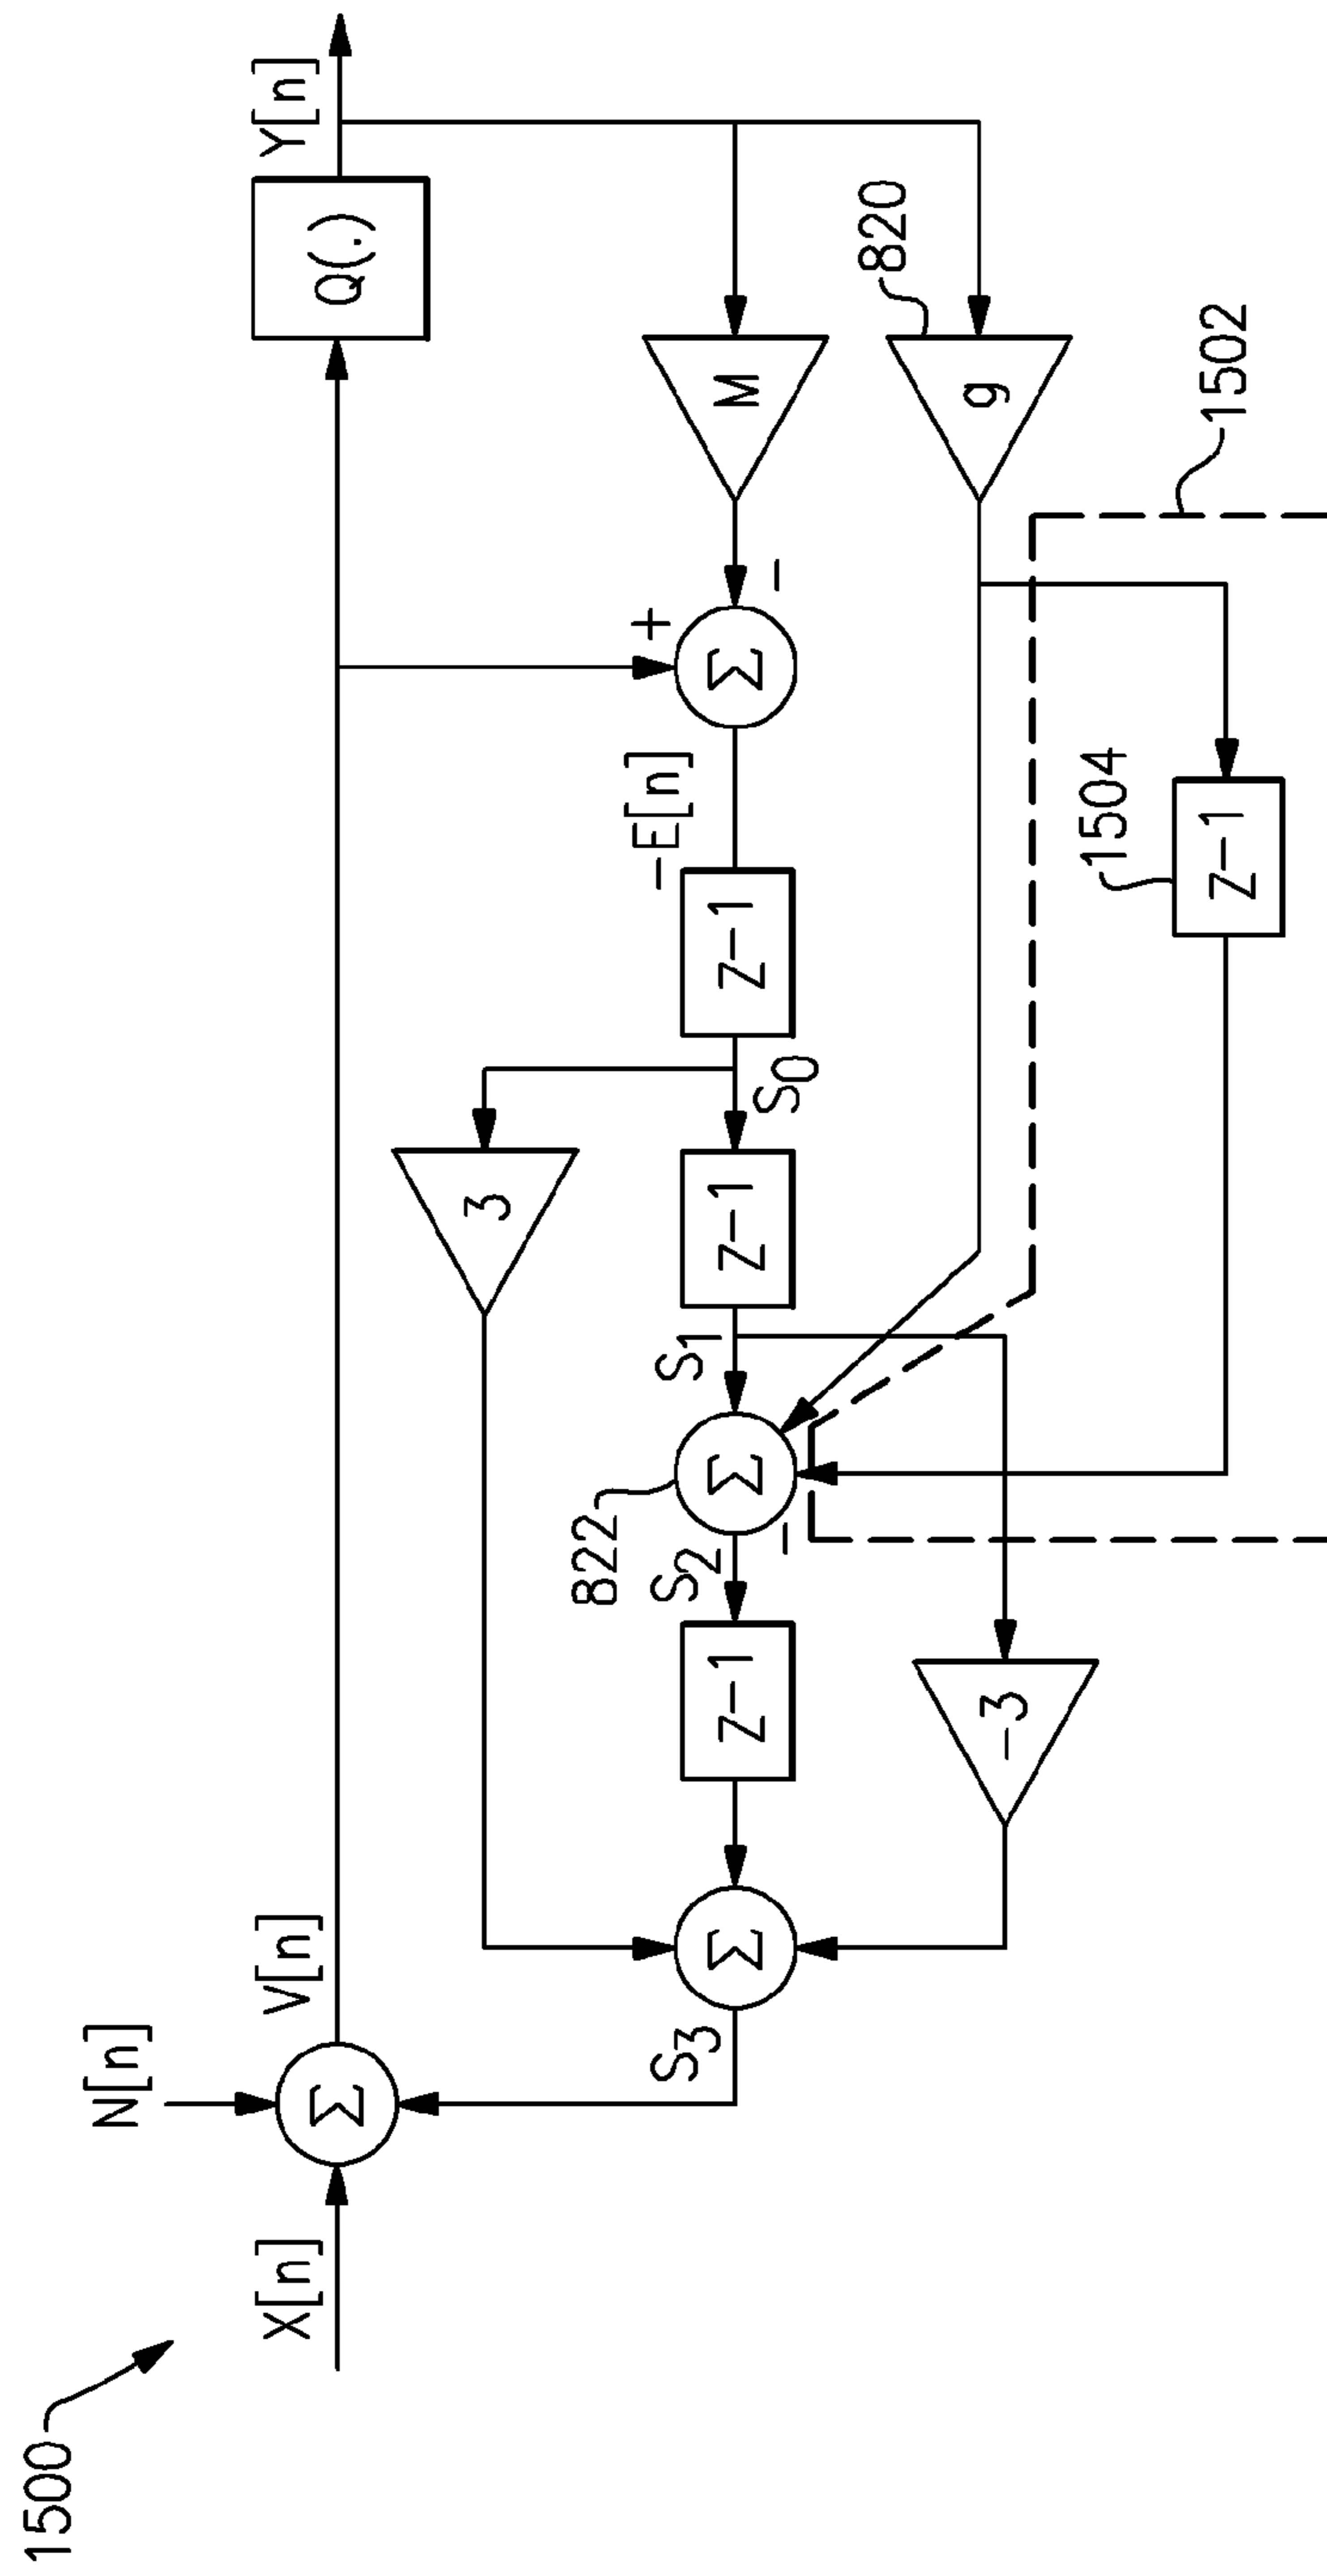 1500
X[n]
N[n]
V[n]
Σ
Q(.)
Y[n]
3
S3
Σ
z-1
S2
822
Σ
-
S1
z-1
S0
z-1
-E[n]
Σ
+
-
M
-3
g
820
1502
1504
z-1